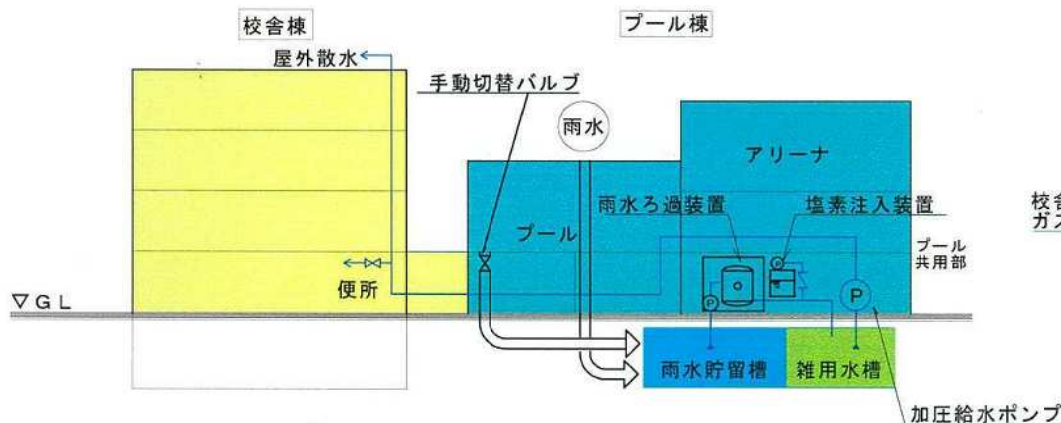 校舎棟
プール棟
屋外散水
手動切替バルブ
雨水
アリーナ
雨水ろ過装置
塩素注入装置
プール
プール
共用部
便所
P
P
P
▽GL
雨水貯留槽
雑用水槽
加圧給水ポンプ